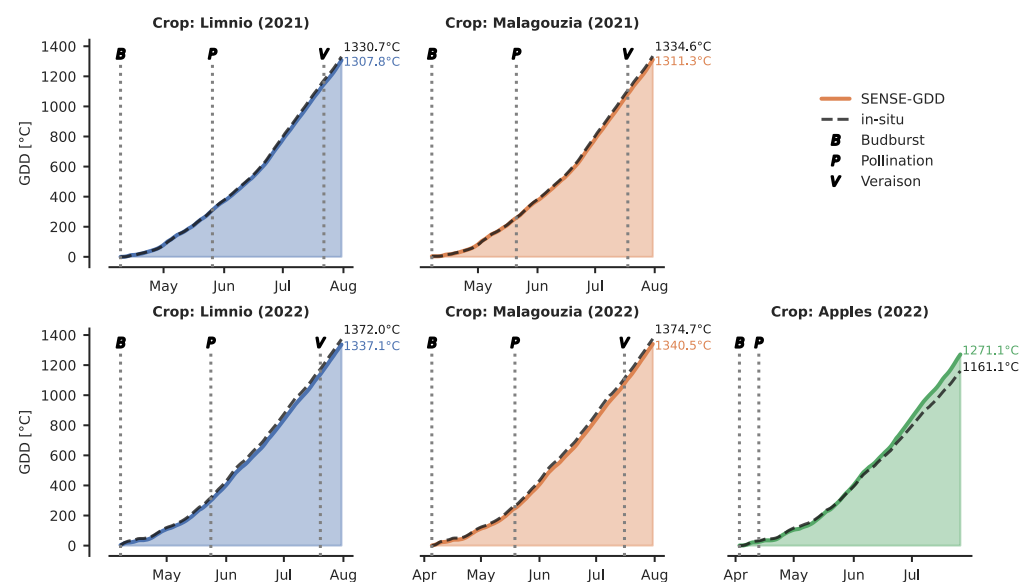 Crop: Limnio (2021)
GDD [°C]
1400
1200
1000
800
600
400
200
0
B
P
V
1330.7°C
1307.8°C
May
Jun
Jul
Aug
Crop: Malagouzia (2021)
B
P
V
1334.6°C
1311.3°C
May
Jun
Jul
Aug
SENSE-GDD
in-situ
B Budburst
P Pollination
V Veraison
Crop: Limnio (2022)
GDD [°C]
1400
1200
1000
800
600
400
200
0
B
P
V
1372.0°C
1337.1°C
May
Jun
Jul
Aug
Crop: Malagouzia (2022)
B
P
V
1374.7°C
1340.5°C
Apr
May
Jun
Jul
Aug
Crop: Apples (2022)
B
P
1271.1°C
1161.1°C
Apr
May
Jun
Jul